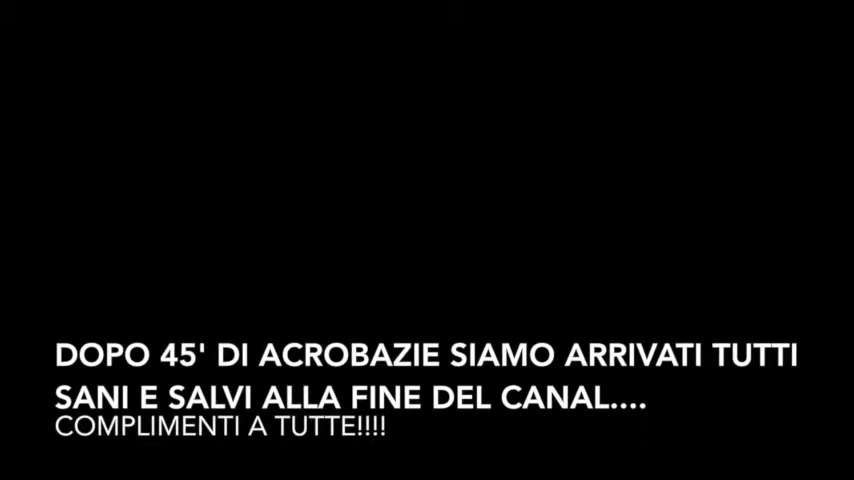 DOPO 45' DI ACROBAZIE SIAMO ARRIVATI TUTTI
SANI E SALVI ALLA FINE DEL CANAL....
COMPLIMENTI A TUTTE!!!!